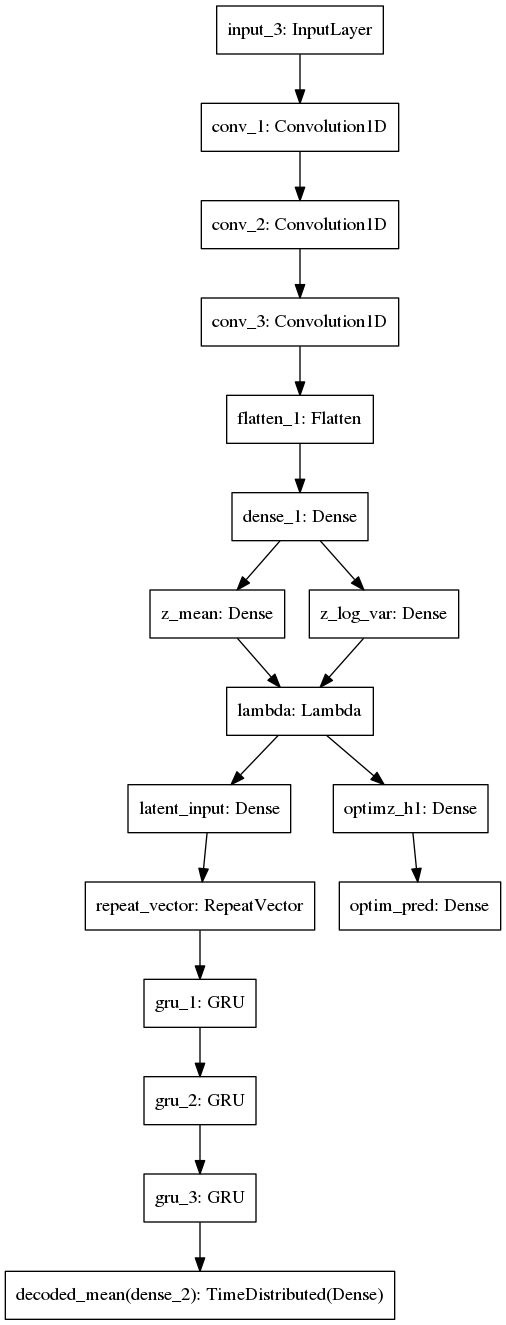 input_3: InputLayer
conv_1: Convolution1D
conv_2: Convolution1D
conv_3: Convolution1D
flatten_1: Flatten
dense_1: Dense
z_mean: Dense
z_log_var: Dense
lambda: Lambda
latent_input: Dense
optimz_h1: Dense
repeat_vector: RepeatVector
optim_pred: Dense
gru_1: GRU
gru_2: GRU
gru_3: GRU
decoded_mean(dense_2): TimeDistributed(Dense)